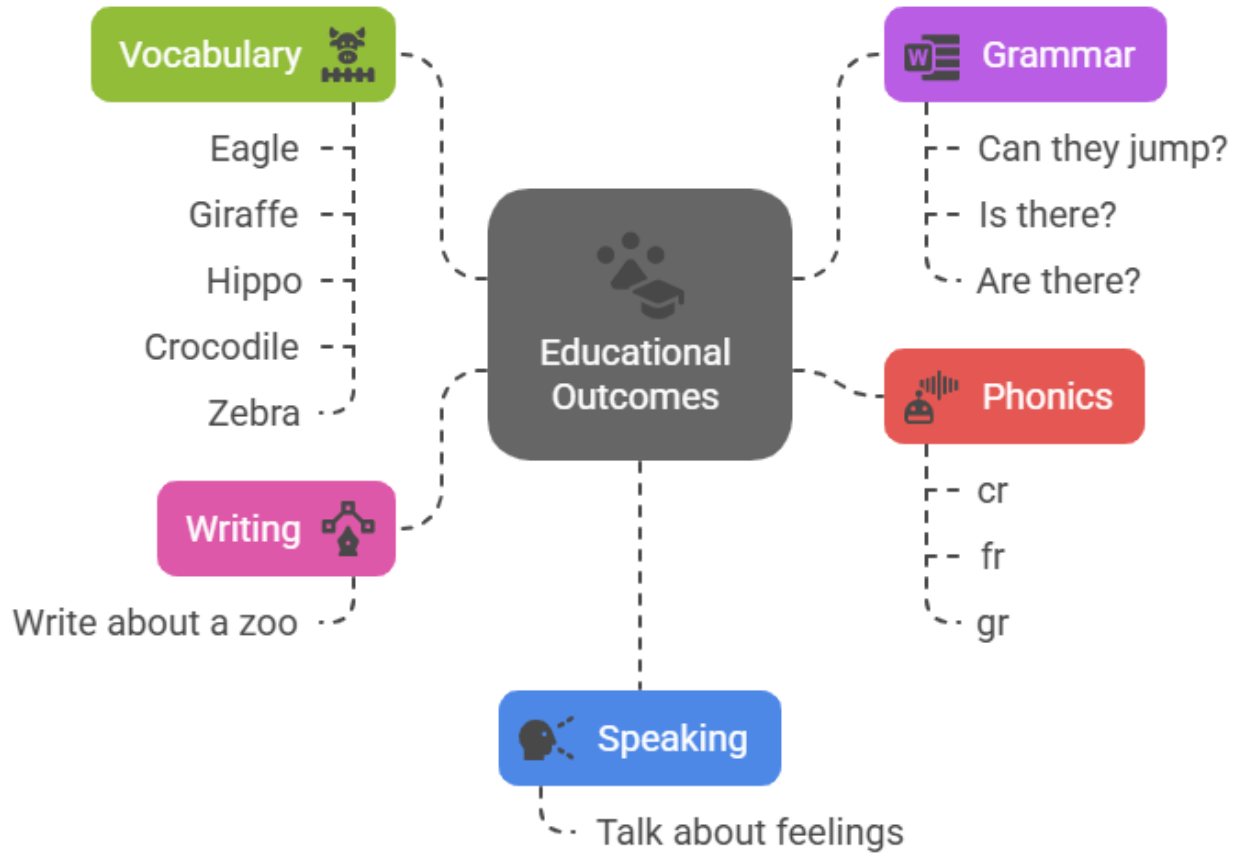 Vocabulary
Eagle
Giraffe
Hippo
Crocodile
Zebra
Writing
Write about a zoo
Educational
Outcomes
Grammar
Can they jump?
Is there?
Are there?
Phonics
cr
fr
gr
Speaking
Talk about feelings